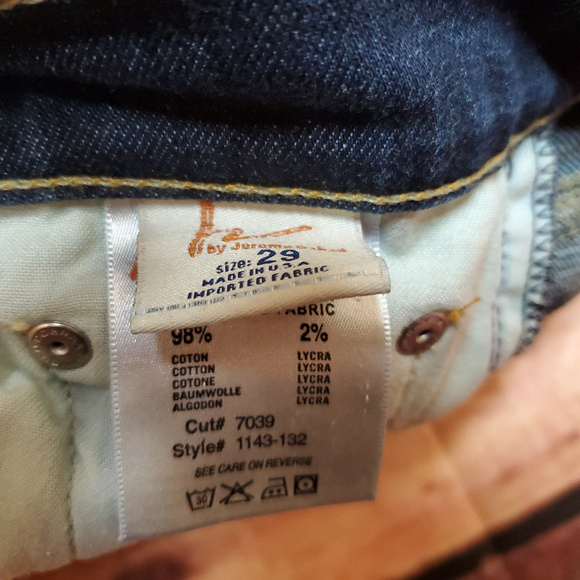 by Jerome
Size: 29
MADE IN U.S.A
IMPORTED FABRIC
FABRIC
98% 2%
COTON LYCRA
COTTON LYCRA
COTONE LYCRA
BAUMWOLLE LYCRA
ALGODON LYCRA
Cut# 7039
Style# 1143-132
SEE CARE ON REVERSE
30